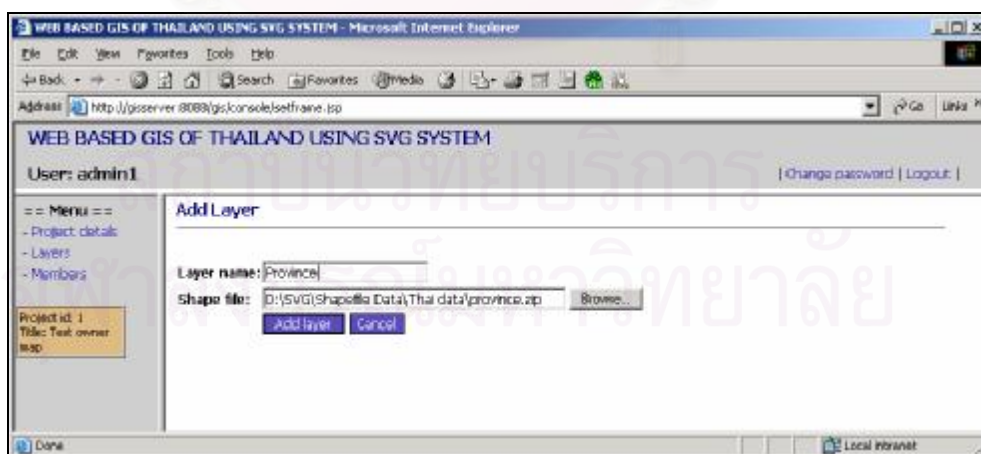 WEB BASED GIS OF THAILAND USING SVG SYSTEM - Microsoft Internet Explorer
File Edit View Favorites Tools Help
Back Search Favorites Media
Address http://gisserver:8088/gis/console/setframe.jsp Go Links
WEB BASED GIS OF THAILAND USING SVG SYSTEM
User: admin1
| Change password | Logout |
== Menu ==
- Project details
- Layers
- Members
Project id: 1
Title: Test owner
map
Add Layer
Layer name: Province
Shape file: D:\SVG\Shapefile Data\Thai data\province.zip Browse...
Add layer Cancel
สถาบันวิทยบริการ
จุฬาลงกรณ์มหาวิทยาลัย
Done Local intranet